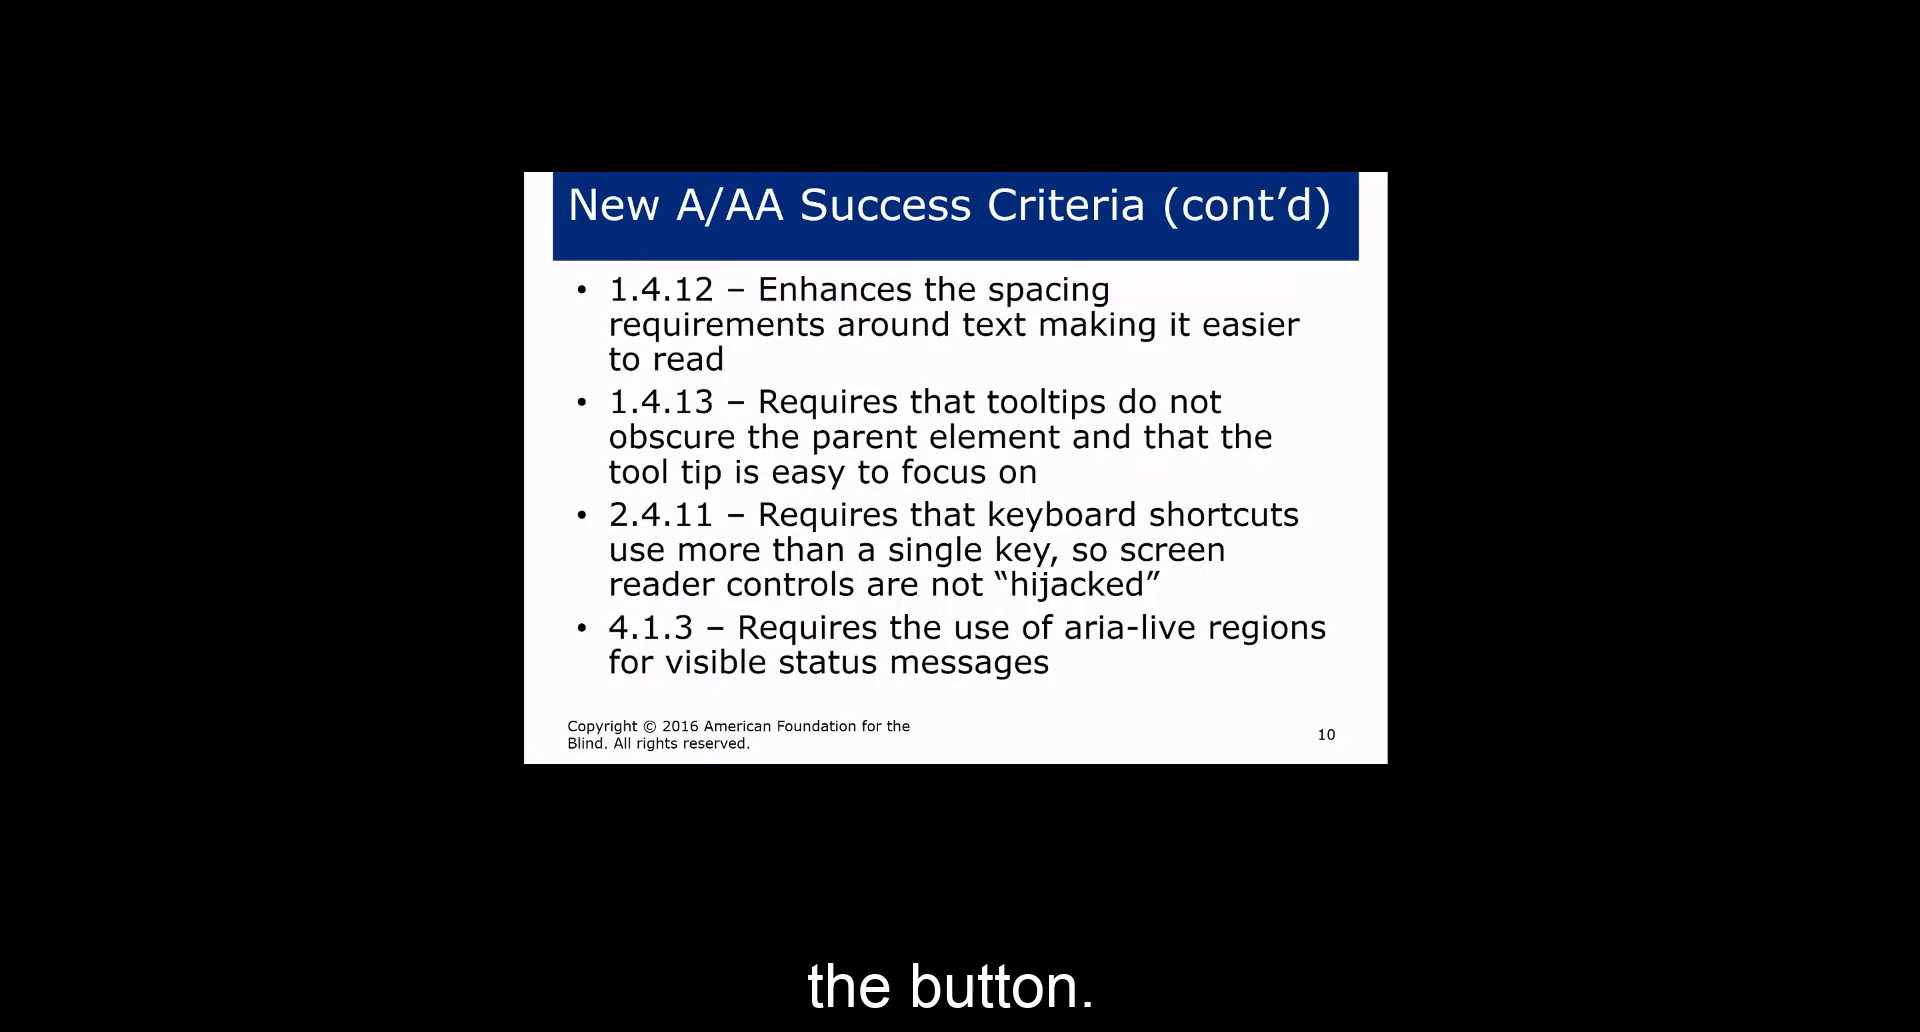 New A/AA Success Criteria (cont’d)
• 1.4.12 – Enhances the spacing
requirements around text making it easier
to read
• 1.4.13 – Requires that tooltips do not
obscure the parent element and that the
tool tip is easy to focus on
• 2.4.11 – Requires that keyboard shortcuts
use more than a single key, so screen
reader controls are not “hijacked”
• 4.1.3 – Requires the use of aria-live regions
for visible status messages
Copyright © 2016 American Foundation for the
Blind. All rights reserved.
10
the button.